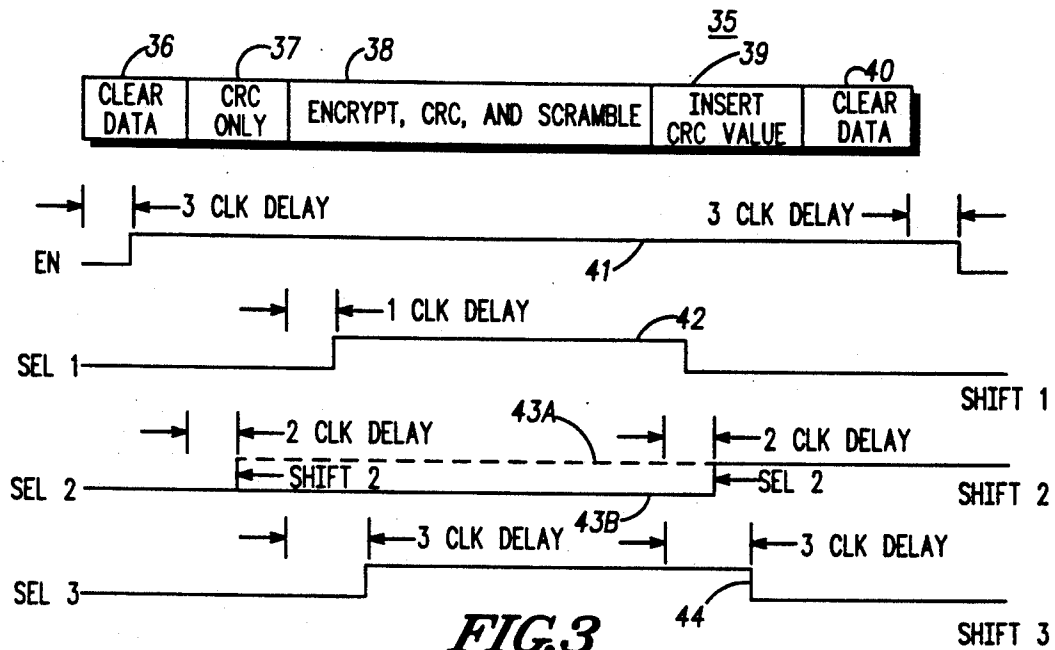 35
36 37 38 39 40
CLEAR DATA CRC ONLY ENCRYPT, CRC, AND SCRAMBLE INSERT CRC VALUE CLEAR DATA
3 CLK DELAY 3 CLK DELAY
EN 41
1 CLK DELAY 42
SEL 1 SHIFT 1
43A
2 CLK DELAY 2 CLK DELAY
SHIFT 2 SEL 2
SEL 2 SHIFT 2
43B
3 CLK DELAY 3 CLK DELAY
SEL 3 44
FIG.3 SHIFT 3